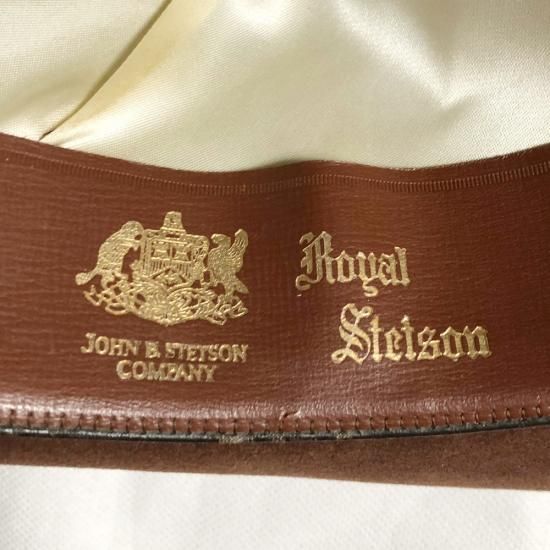 JOHN B. STETSON
COMPANY
Royal
Stetson